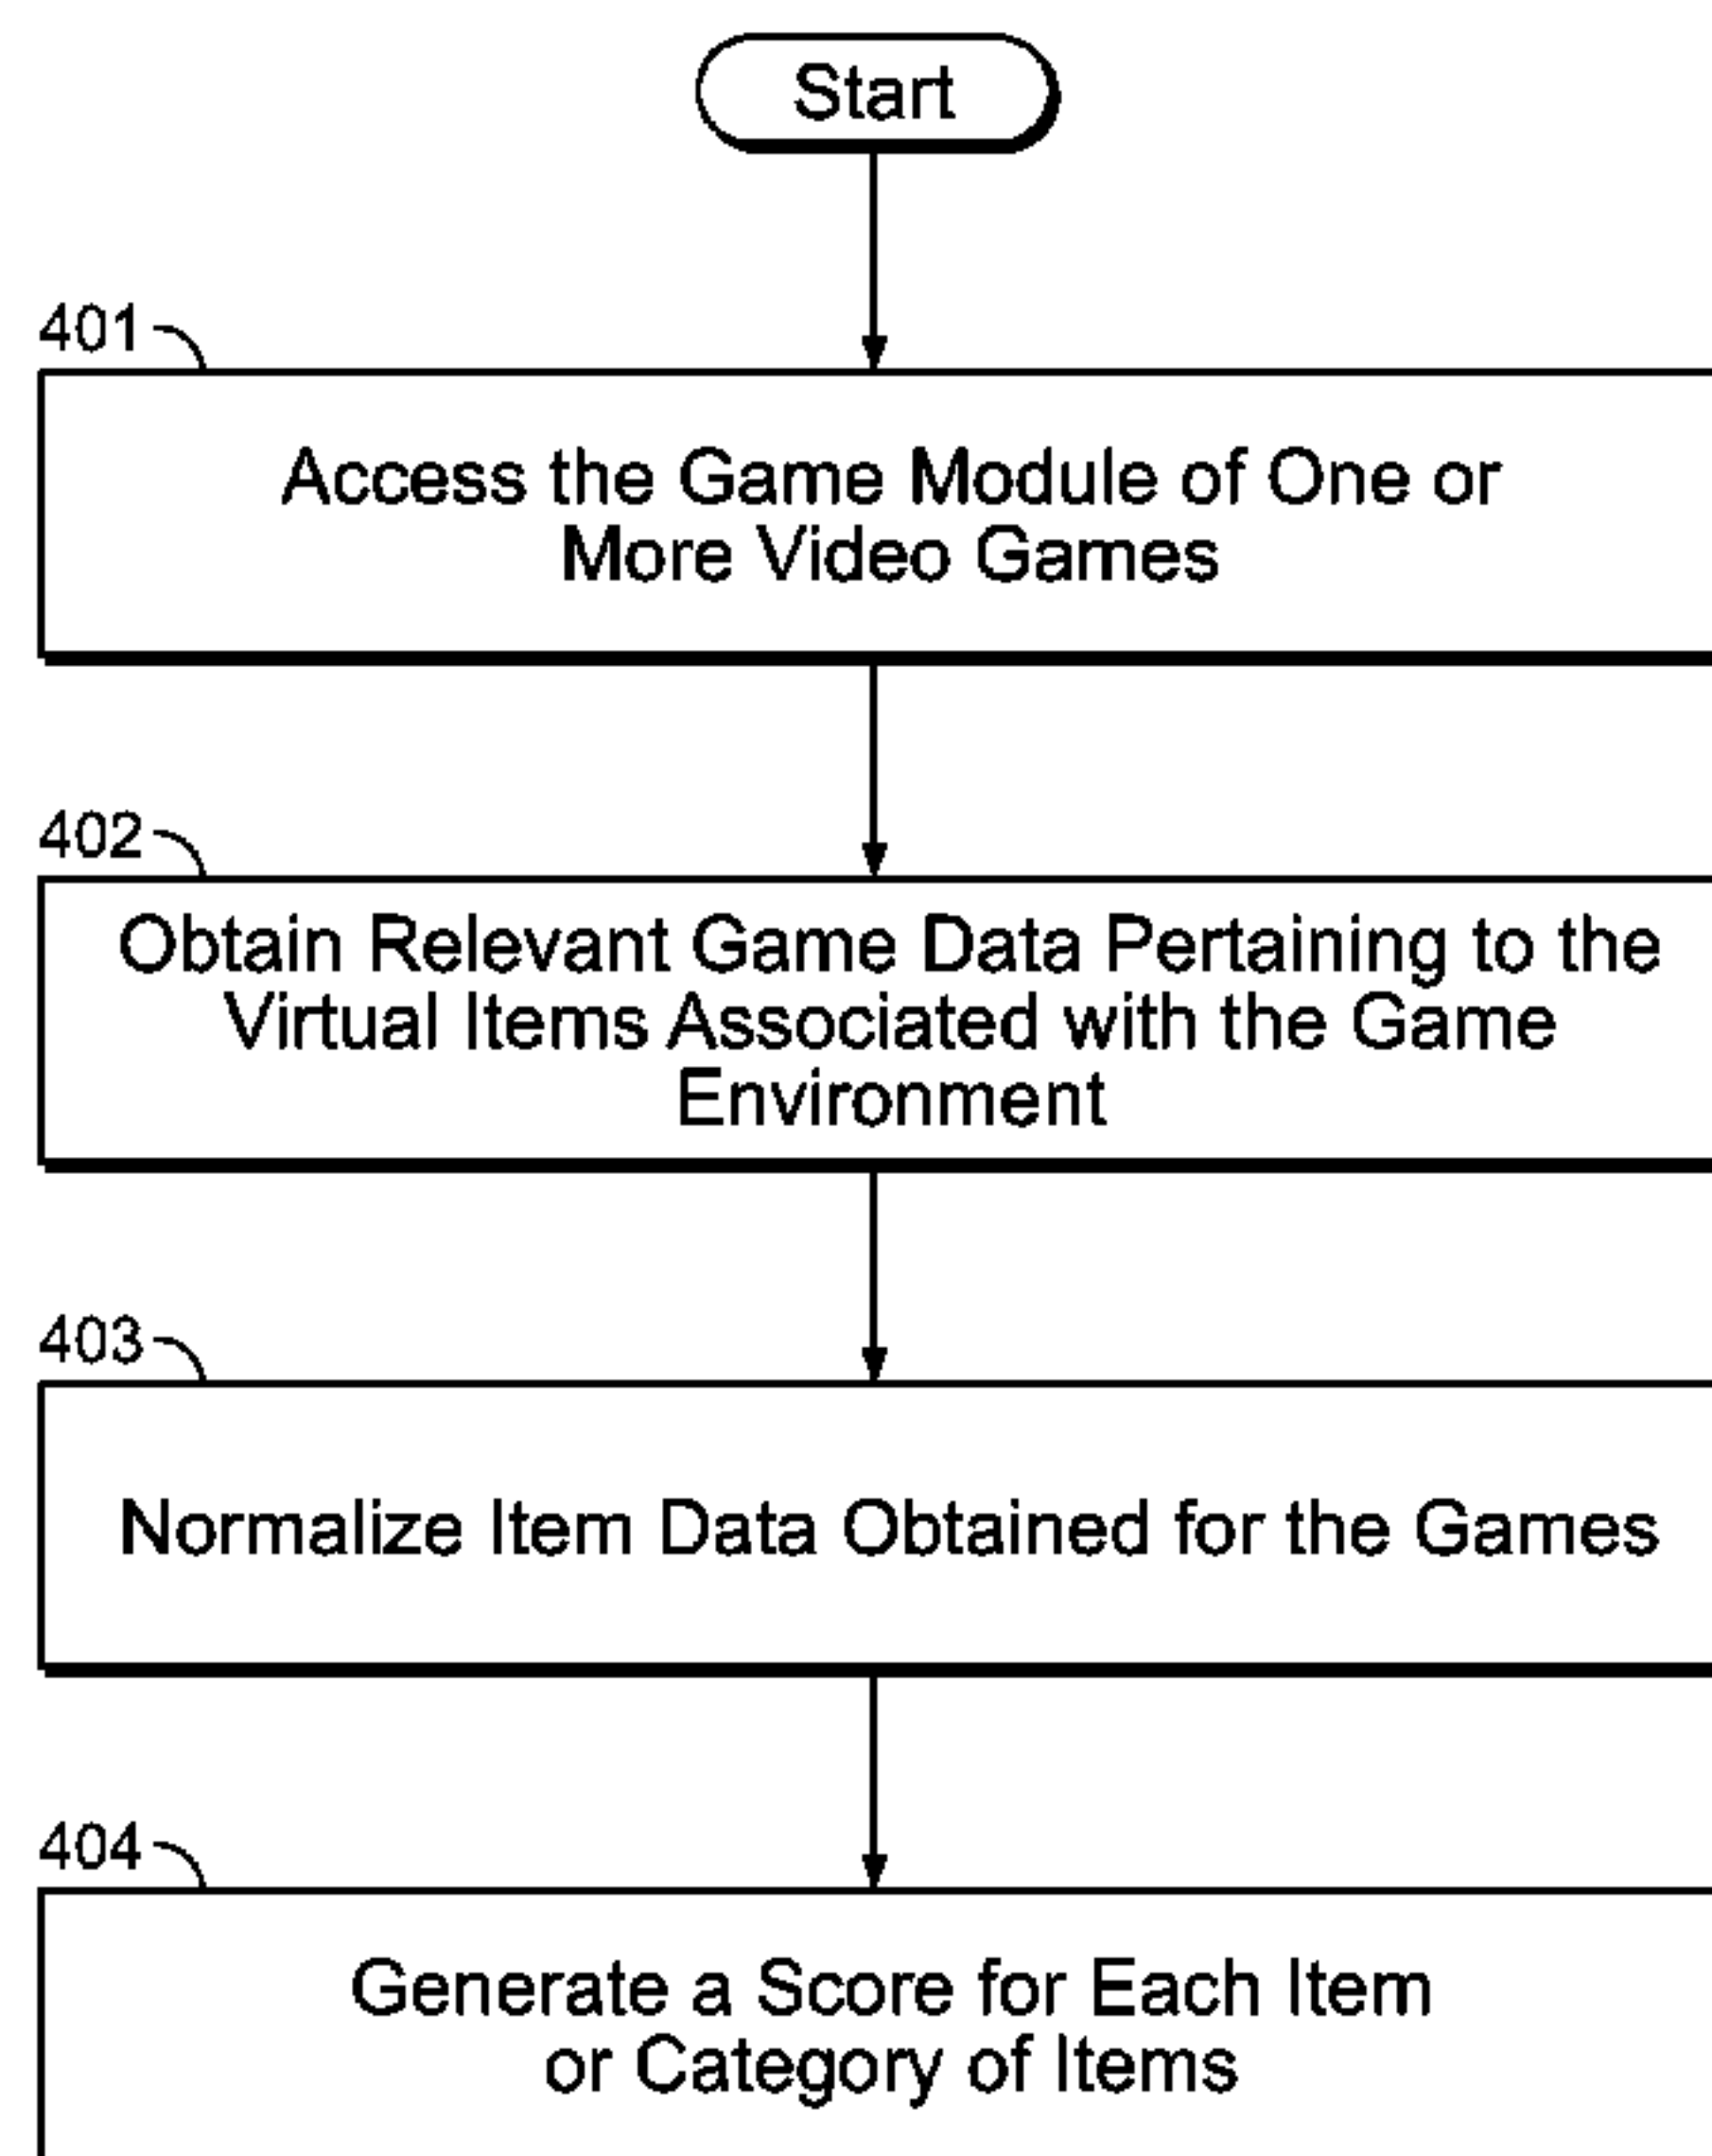 Start
401
Access the Game Module of One or
More Video Games
402
Obtain Relevant Game Data Pertaining to the
Virtual Items Associated with the Game
Environment
403
Normalize Item Data Obtained for the Games
404
Generate a Score for Each Item
or Category of Items